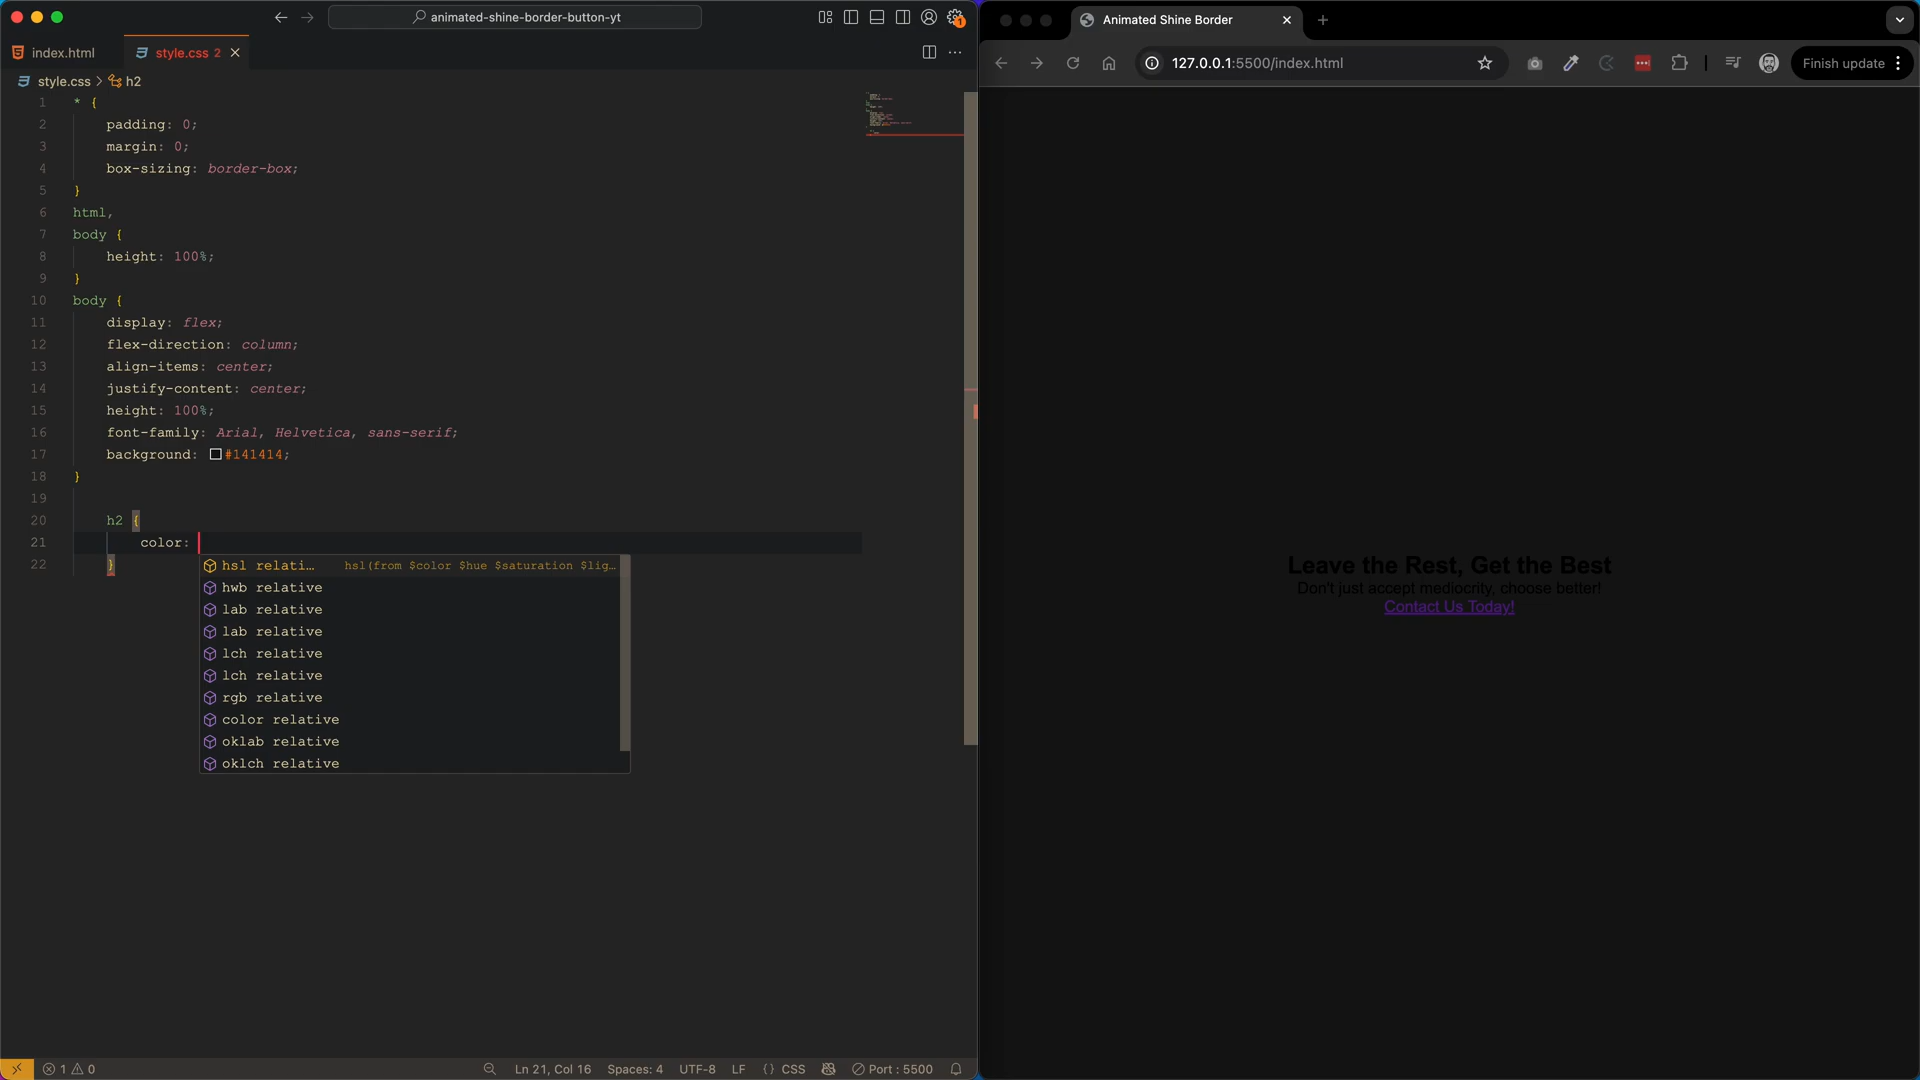 animated-shine-border-button-yt
index.html
style.css 2
style.css > h2
1 * {
2 padding: 0;
3 margin: 0;
4 box-sizing: border-box;
5 }
6 html,
7 body {
8 height: 100%;
9 }
10 body {
11 display: flex;
12 flex-direction: column;
13 align-items: center;
14 justify-content: center;
15 height: 100%;
16 font-family: Arial, Helvetica, sans-serif;
17 background: #141414;
18 }
19
20 h2 {
21 color:
22 }
hsl relati… hsl(from $color $hue $saturation $lig…
hwb relative
lab relative
lab relative
lch relative
lch relative
rgb relative
color relative
oklab relative
oklch relative
1 0
Ln 21, Col 16
Spaces: 4
UTF-8
LF
{} CSS
Port : 5500
Animated Shine Border
127.0.0.1:5500/index.html
Finish update
Leave the Rest, Get the Best
Don't just accept mediocrity, choose better!
Contact Us Today!